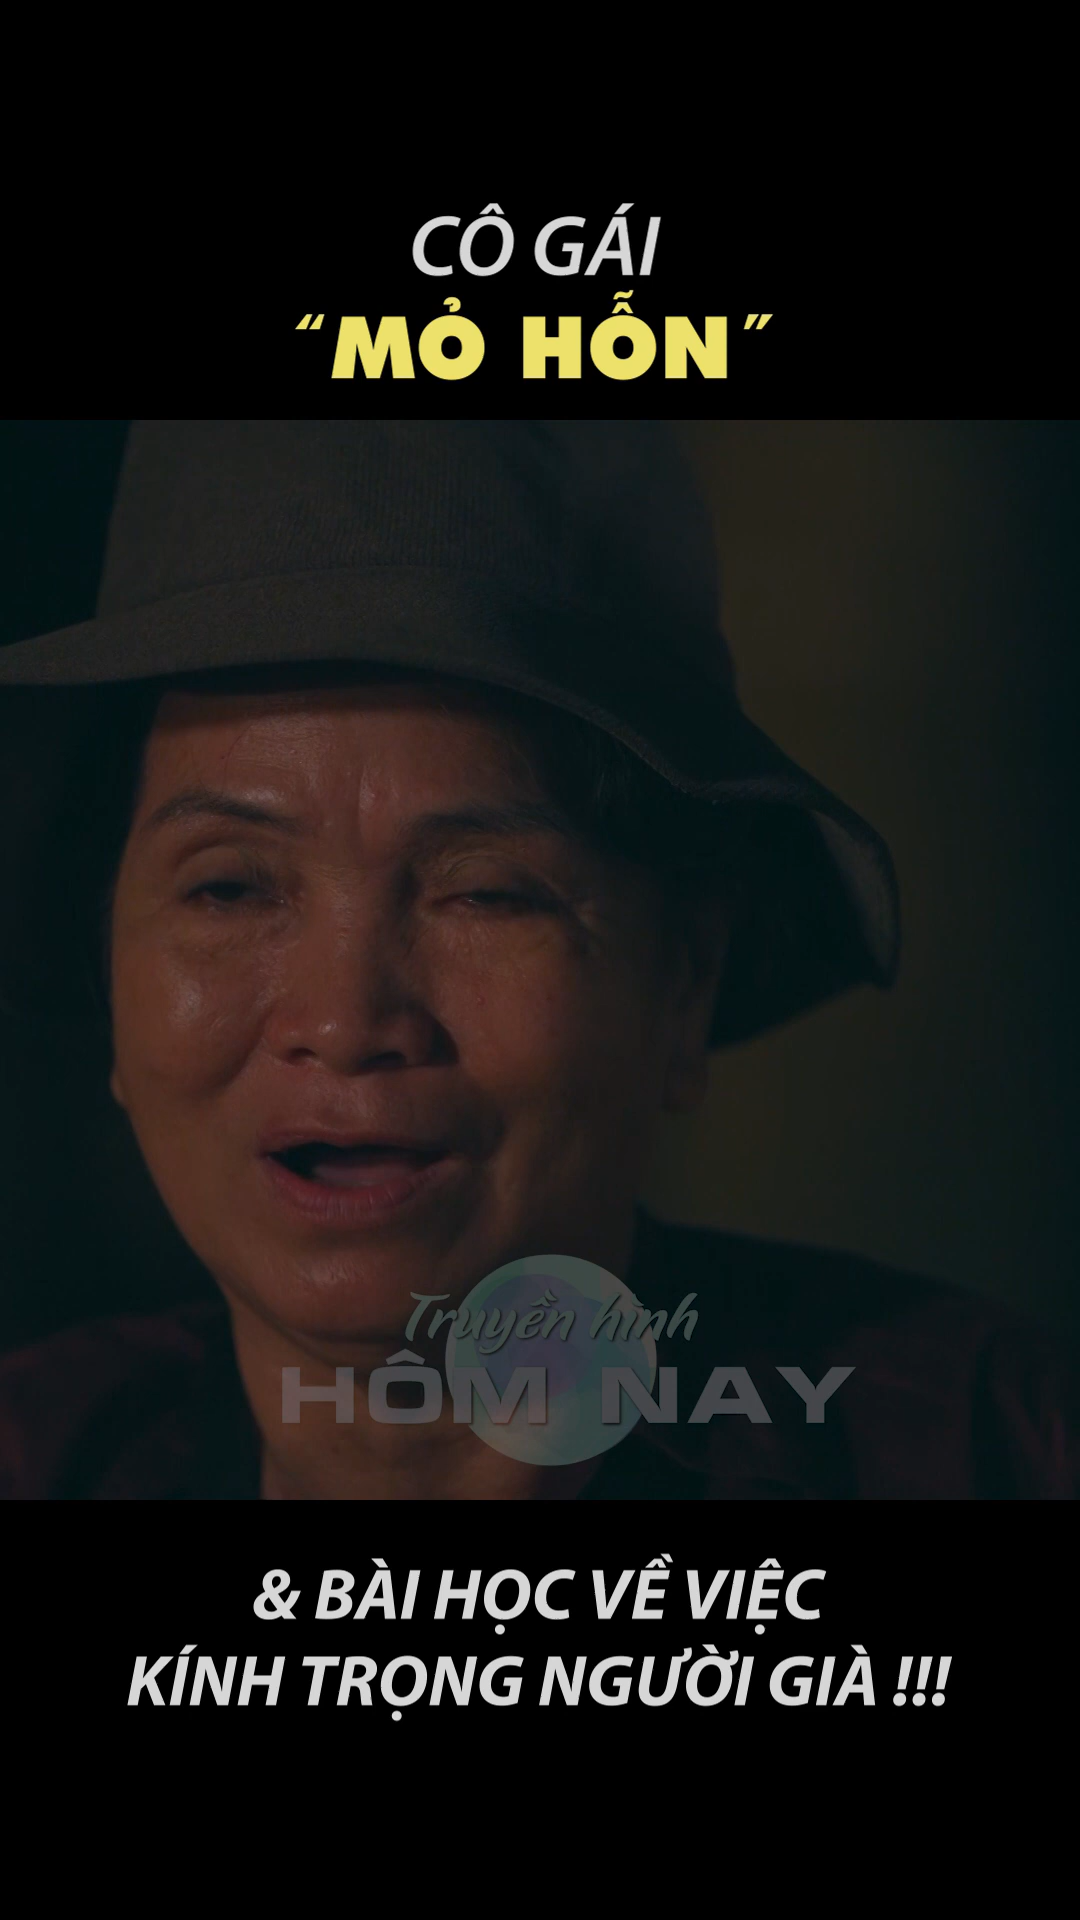 CÔ GÁI
“MỎ HỖN”
Truyền hình
HÔM NAY
& BÀI HỌC VỀ VIỆC
KÍNH TRỌNG NGƯỜI GIÀ !!!